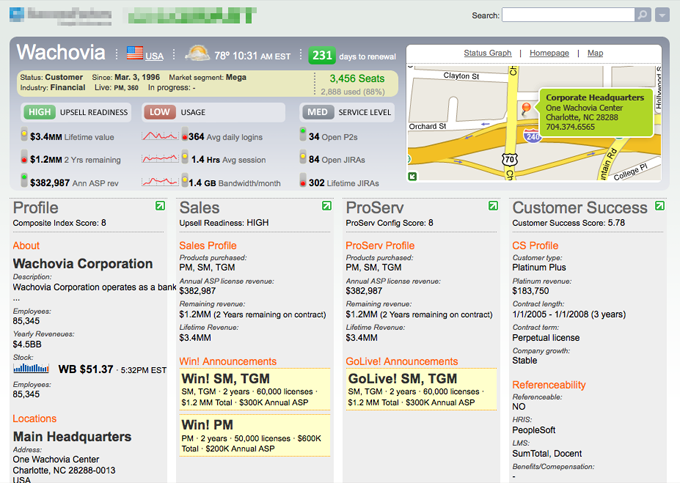 Search:
Wachovia
USA
78º 10:31 AM EST
231 days to renewal
Status: Customer Since: Mar. 3, 1996 Market segment: Mega
Industry: Financial Live: PM, 360 In progress: -
3,456 Seats
2,888 used (88%)
HIGH UPSELL READINESS
LOW USAGE
MED SERVICE LEVEL
$3.4MM Lifetime value
364 Avg daily logins
34 Open P2s
$1.2MM 2 Yrs remaining
1.4 Hrs Avg session
84 Open JIRAs
$382,987 Ann ASP rev
1.4 GB Bandwidth/month
302 Lifetime JIRAs
Status Graph | Homepage | Map
Clayton St
Ch
Orchard St
Corporate Headquarters
One Wachovia Center
Charlotte, NC 28288
704.374.6565
240
70
ntain Rd
College Pl
Profile
Composite Index Score: 8
About
Wachovia Corporation
Description:
Wachovia Corporation operates as a bank
...
Employees:
85,345
Yearly Reveneues:
$4.5BB
Stock:
WB $51.37 · 5:32PM EST
Employees:
85,345
Locations
Main Headquarters
Address:
One Wachovia Center
Charlotte, NC 28288-0013
USA
Sales
Upsell Readiness: HIGH
Sales Profile
Products purchased:
PM, SM, TGM
Annual ASP license revenue:
$382,987
Remaining revenue:
$1.2MM (2 Years remaining on contract)
Lifetime Revenue:
$3.4MM
Win! Announcements
Win! SM, TGM
SM, TGM · 2 years · 60,000 licenses ·
$1.2 MM Total · $300K Annual ASP
Win! PM
PM · 2 years · 50,000 licenses · $600K
Total · $200K Annual ASP
ProServ
ProServ Config Score: 8
ProServ Profile
Products purchased:
PM, SM, TGM
Annual ASP license revenue:
$382,987
Remaining revenue:
$1.2MM (2 Years remaining on contract)
Lifetime Revenue:
$3.4MM
GoLive! Announcements
GoLive! SM, TGM
SM, TGM · 2 years · 60,000 licenses ·
$1.2 MM Total · $300K Annual ASP
Customer Success
Customer Success Score: 5.78
CS Profile
Customer type:
Platinum Plus
Platinum revenue:
$183,750
Contract length:
1/1/2005 - 1/1/2008 (3 years)
Contract term:
Perpetual license
Company growth:
Stable
Referenceability
Referenceable:
NO
HRIS:
PeopleSoft
LMS:
SumTotal, Docent
Benefits/Comepensation:
-